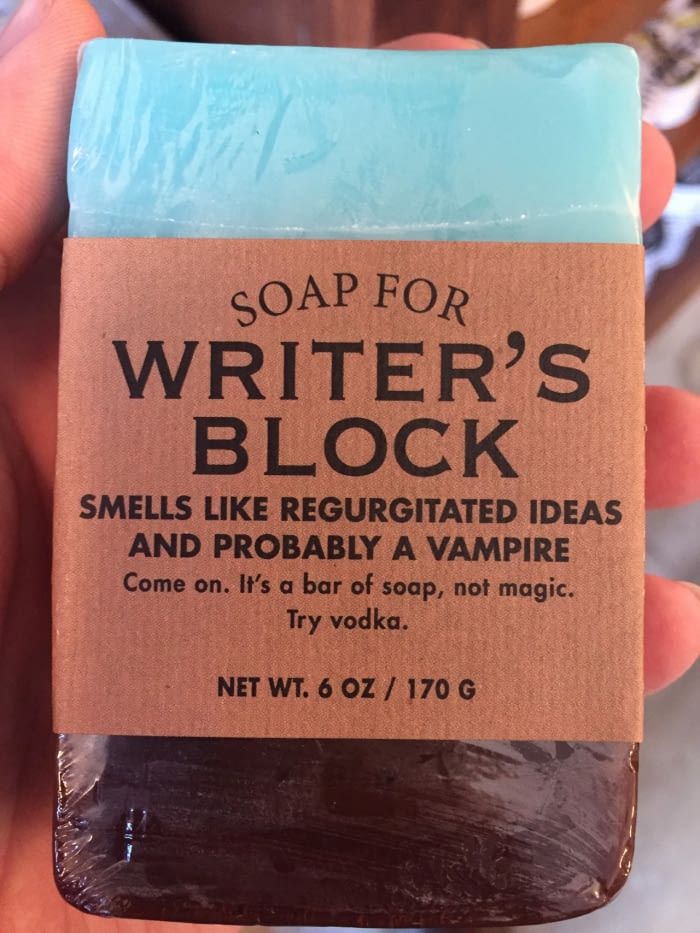 SOAP FOR
WRITER'S
BLOCK
SMELLS LIKE REGURGITATED IDEAS
AND PROBABLY A VAMPIRE
Come on. It's a bar of soap, not magic.
Try vodka.
NET WT. 6 OZ / 170 G